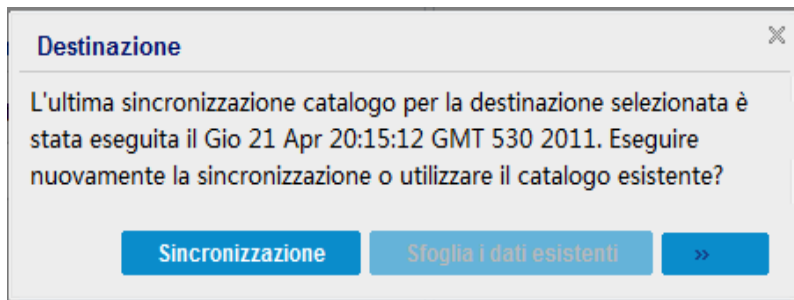 Destinazione
L'ultima sincronizzazione catalogo per la destinazione selezionata è
stata eseguita il Gio 21 Apr 20:15:12 GMT 530 2011. Eseguire
nuovamente la sincronizzazione o utilizzare il catalogo esistente?
Sincronizzazione Sfoglia i dati esistenti »